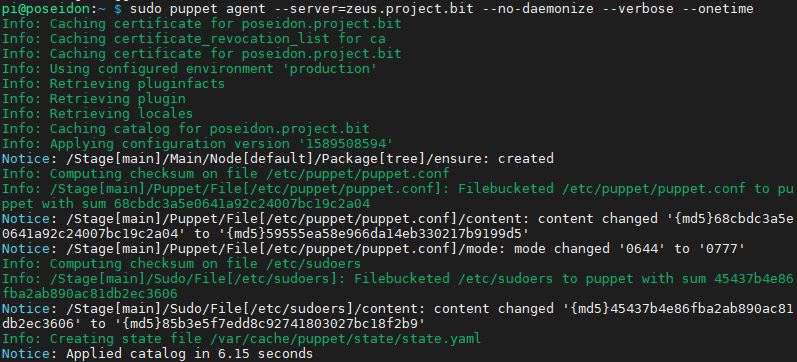 pi@poseidon:~ $ sudo puppet agent --server=zeus.project.bit --no-daemonize --verbose --onetime
Info: Caching certificate for poseidon.project.bit
Info: Caching certificate_revocation_list for ca
Info: Caching certificate for poseidon.project.bit
Info: Using configured environment 'production'
Info: Retrieving pluginfacts
Info: Retrieving plugin
Info: Retrieving locales
Info: Caching catalog for poseidon.project.bit
Info: Applying configuration version '1589508594'
Notice: /Stage[main]/Main/Node[default]/Package[tree]/ensure: created
Info: Computing checksum on file /etc/puppet/puppet.conf
Info: /Stage[main]/Puppet/File[/etc/puppet/puppet.conf]: Filebucketed /etc/puppet/puppet.conf to pu
ppet with sum 68cbdc3a5e0641a92c24007bc19c2a04
Notice: /Stage[main]/Puppet/File[/etc/puppet/puppet.conf]/content: content changed '{md5}68cbdc3a5e
0641a92c24007bc19c2a04' to '{md5}59555ea58e966da14eb330217b9199d5'
Notice: /Stage[main]/Puppet/File[/etc/puppet/puppet.conf]/mode: mode changed '0644' to '0777'
Info: Computing checksum on file /etc/sudoers
Info: /Stage[main]/Sudo/File[/etc/sudoers]: Filebucketed /etc/sudoers to puppet with sum 45437b4e86
fba2ab890ac81db2ec3606
Notice: /Stage[main]/Sudo/File[/etc/sudoers]/content: content changed '{md5}45437b4e86fba2ab890ac81
db2ec3606' to '{md5}85b3e5f7edd8c92741803027bc18f2b9'
Info: Creating state file /var/cache/puppet/state/state.yaml
Notice: Applied catalog in 6.15 seconds